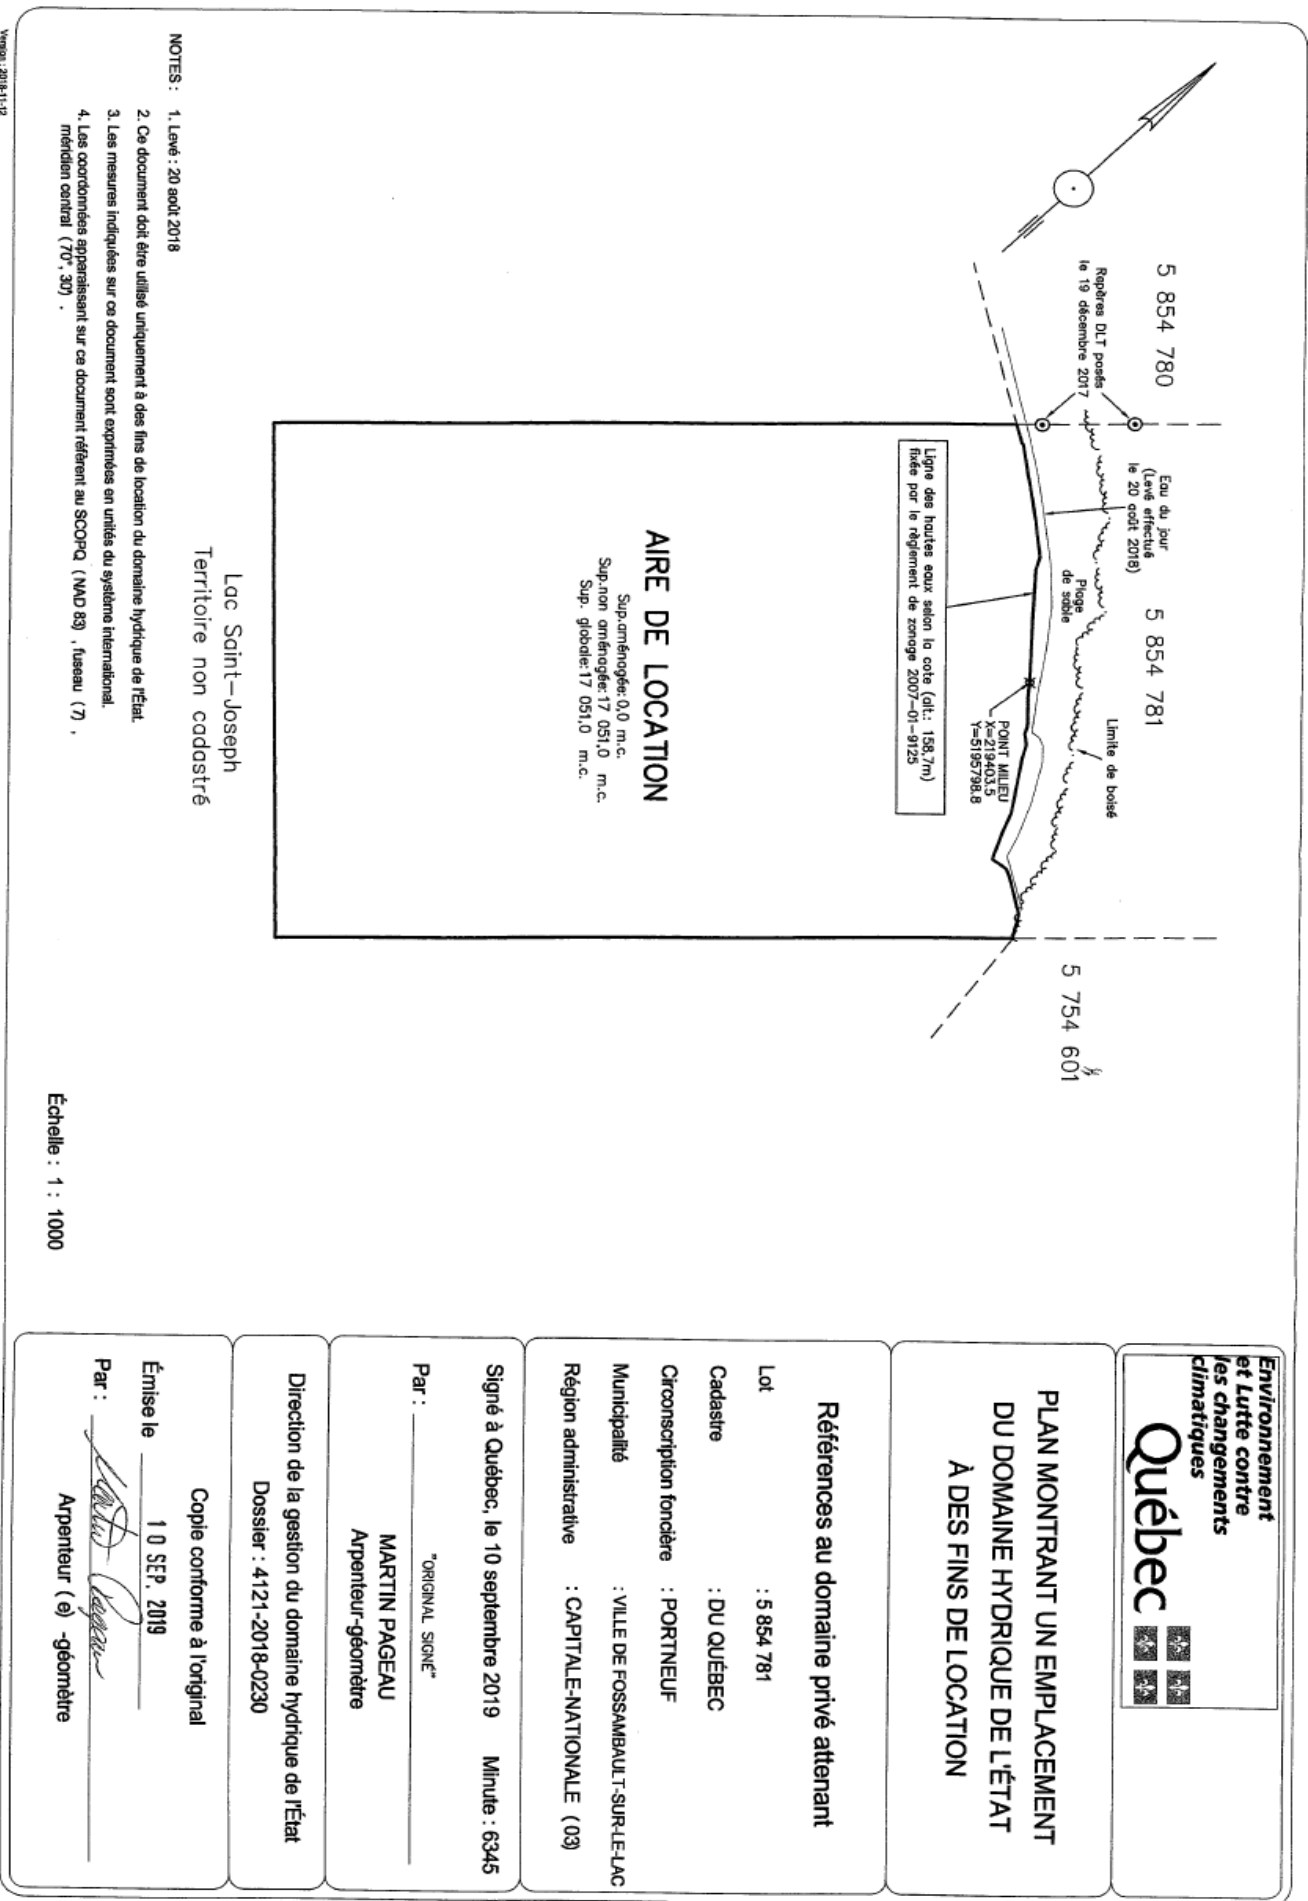 5 854 780
Repères DLT posés
le 19 décembre 2017
Eau du jour
(Levé effectué
le 20 août 2018)
5 854 781
Plage
de sable
Limite de boisé
5 754 601
POINT MILIEU
X=219403.5
Y=5195798.8
Ligne des hautes eaux selon la cote (alt.: 158,7m)
fixée par le règlement de zonage 2007-01-9125
AIRE DE LOCATION
Sup.aménagée:0,0 m.c.
Sup.non aménagée:17 051,0 m.c.
Sup. globale:17 051,0 m.c.
Lac Saint-Joseph
Territoire non cadastré
NOTES : 1. Levé : 20 août 2018
2. Ce document doit être utilisé uniquement à des fins de location du domaine hydrique de l'État.
3. Les mesures indiquées sur ce document sont exprimées en unités du système international.
4. Les coordonnées apparaissant sur ce document réfèrent au SCOPQ ( NAD 83) , fuseau ( 7) ,
méridien central ( 70°, 30') .
Échelle : 1 : 1000
Version : 2018-11-12
Environnement
et Lutte contre
les changements
climatiques
Québec
PLAN MONTRANT UN EMPLACEMENT
DU DOMAINE HYDRIQUE DE L'ÉTAT
À DES FINS DE LOCATION
Références au domaine privé attenant
Lot : 5 854 781
Cadastre : DU QUÉBEC
Circonscription foncière : PORTNEUF
Municipalité : VILLE DE FOSSAMBAULT-SUR-LE-LAC
Région administrative : CAPITALE-NATIONALE ( 03)
Signé à Québec, le 10 septembre 2019 Minute : 6345
"ORIGINAL SIGNÉ"
Par :
MARTIN PAGEAU
Arpenteur-géomètre
Direction de la gestion du domaine hydrique de l'État
Dossier : 4121-2018-0230
Copie conforme à l'original
Émise le 10 SEP. 2019
Par : Martin Pageau
Arpenteur ( e) -géomètre